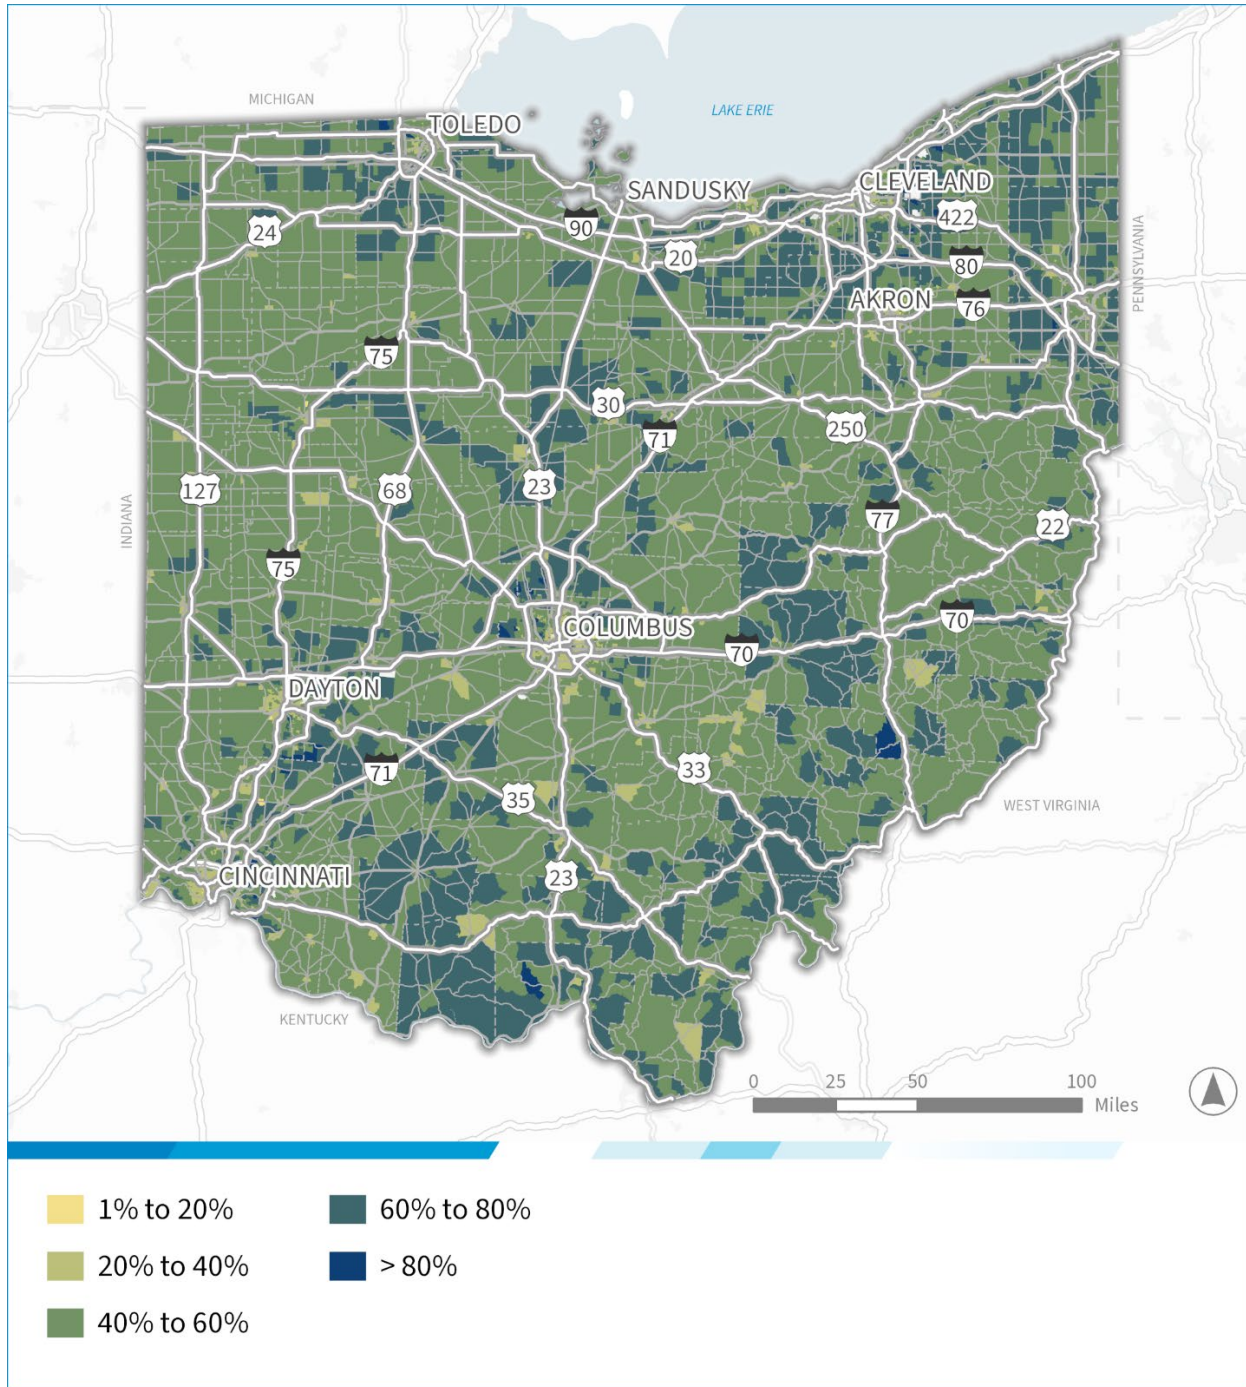 MICHIGAN
LAKE ERIE
TOLEDO
CLEVELAND
SANDUSKY
422
90
24
20
80
PENNSYLVANIA
AKRON
76
75
30
250
71
127
68
23
INDIANA
77
22
75
70
COLUMBUS
70
DAYTON
33
71
35
WEST VIRGINIA
CINCINNATI
23
KENTUCKY
0 25 50 100
Miles
1% to 20%
60% to 80%
20% to 40%
> 80%
40% to 60%